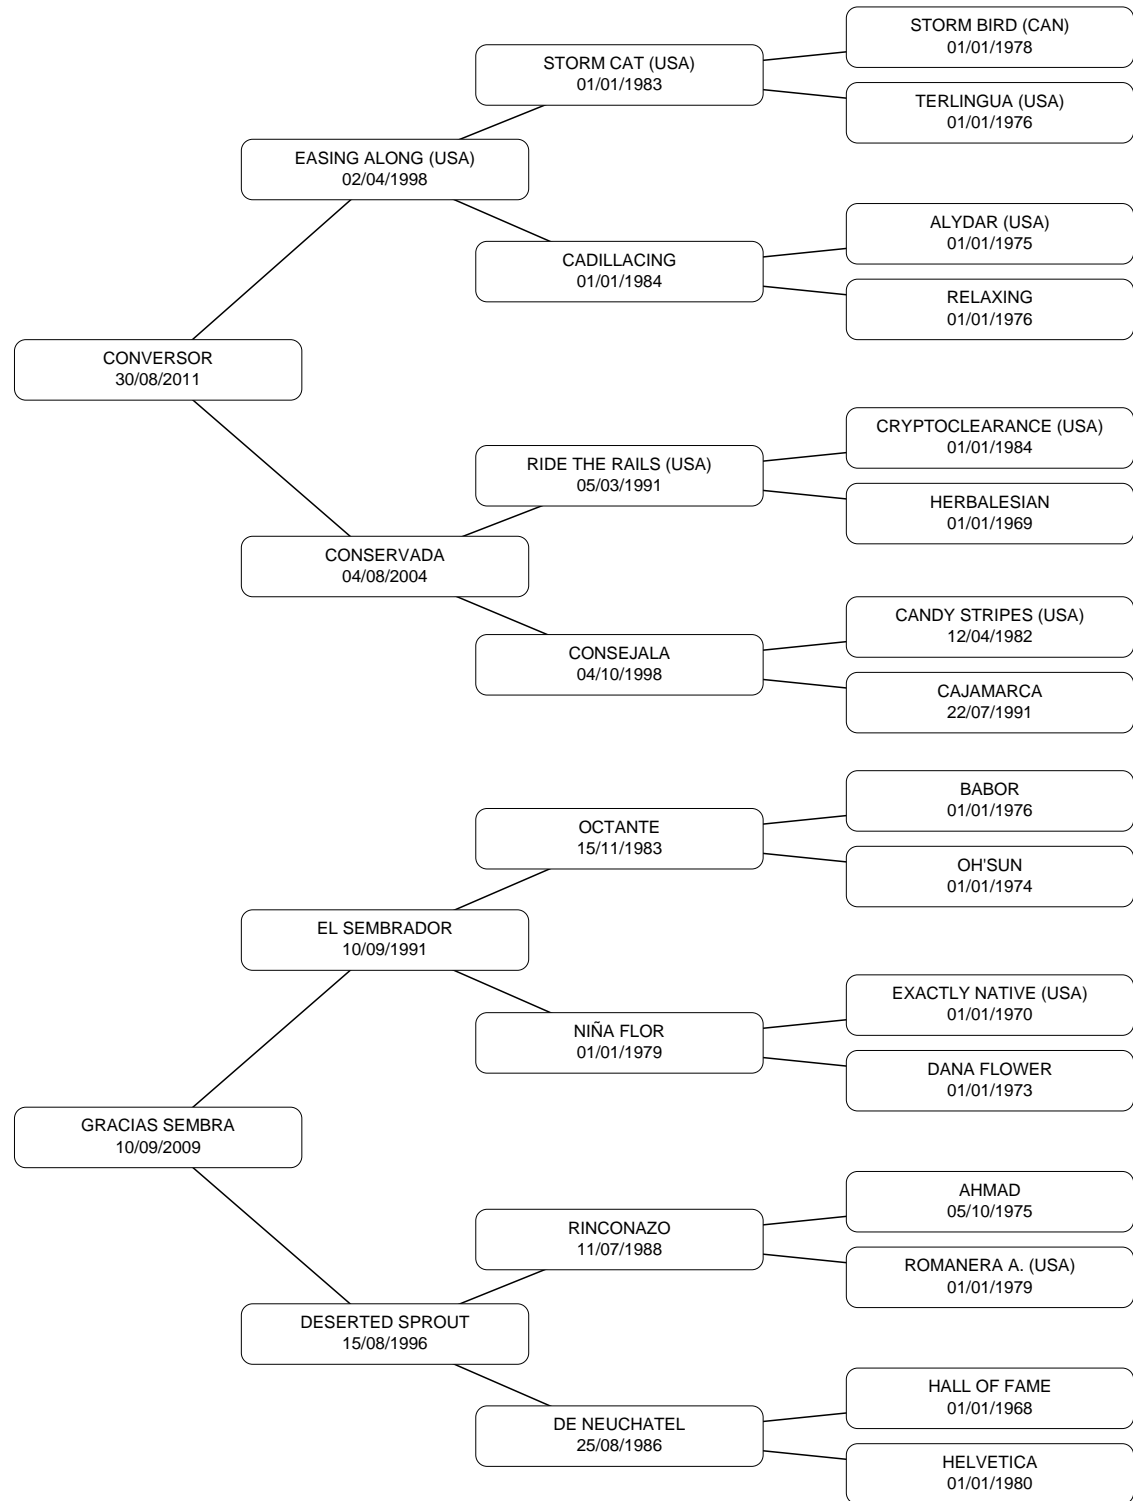 STORM BIRD (CAN)
01/01/1978
STORM CAT (USA)
01/01/1983
TERLINGUA (USA)
01/01/1976
EASING ALONG (USA)
02/04/1998
ALYDAR (USA)
01/01/1975
CADILLACING
01/01/1984
RELAXING
01/01/1976
CONVERSOR
30/08/2011
CRYPTOCLEARANCE (USA)
01/01/1984
RIDE THE RAILS (USA)
05/03/1991
HERBALESIAN
01/01/1969
CONSERVADA
04/08/2004
CANDY STRIPES (USA)
12/04/1982
CONSEJALA
04/10/1998
CAJAMARCA
22/07/1991
BABOR
01/01/1976
OCTANTE
15/11/1983
OH'SUN
01/01/1974
EL SEMBRADOR
10/09/1991
EXACTLY NATIVE (USA)
01/01/1970
NIÑA FLOR
01/01/1979
DANA FLOWER
01/01/1973
GRACIAS SEMBRA
10/09/2009
AHMAD
05/10/1975
RINCONAZO
11/07/1988
ROMANERA A. (USA)
01/01/1979
DESERTED SPROUT
15/08/1996
HALL OF FAME
01/01/1968
DE NEUCHATEL
25/08/1986
HELVETICA
01/01/1980